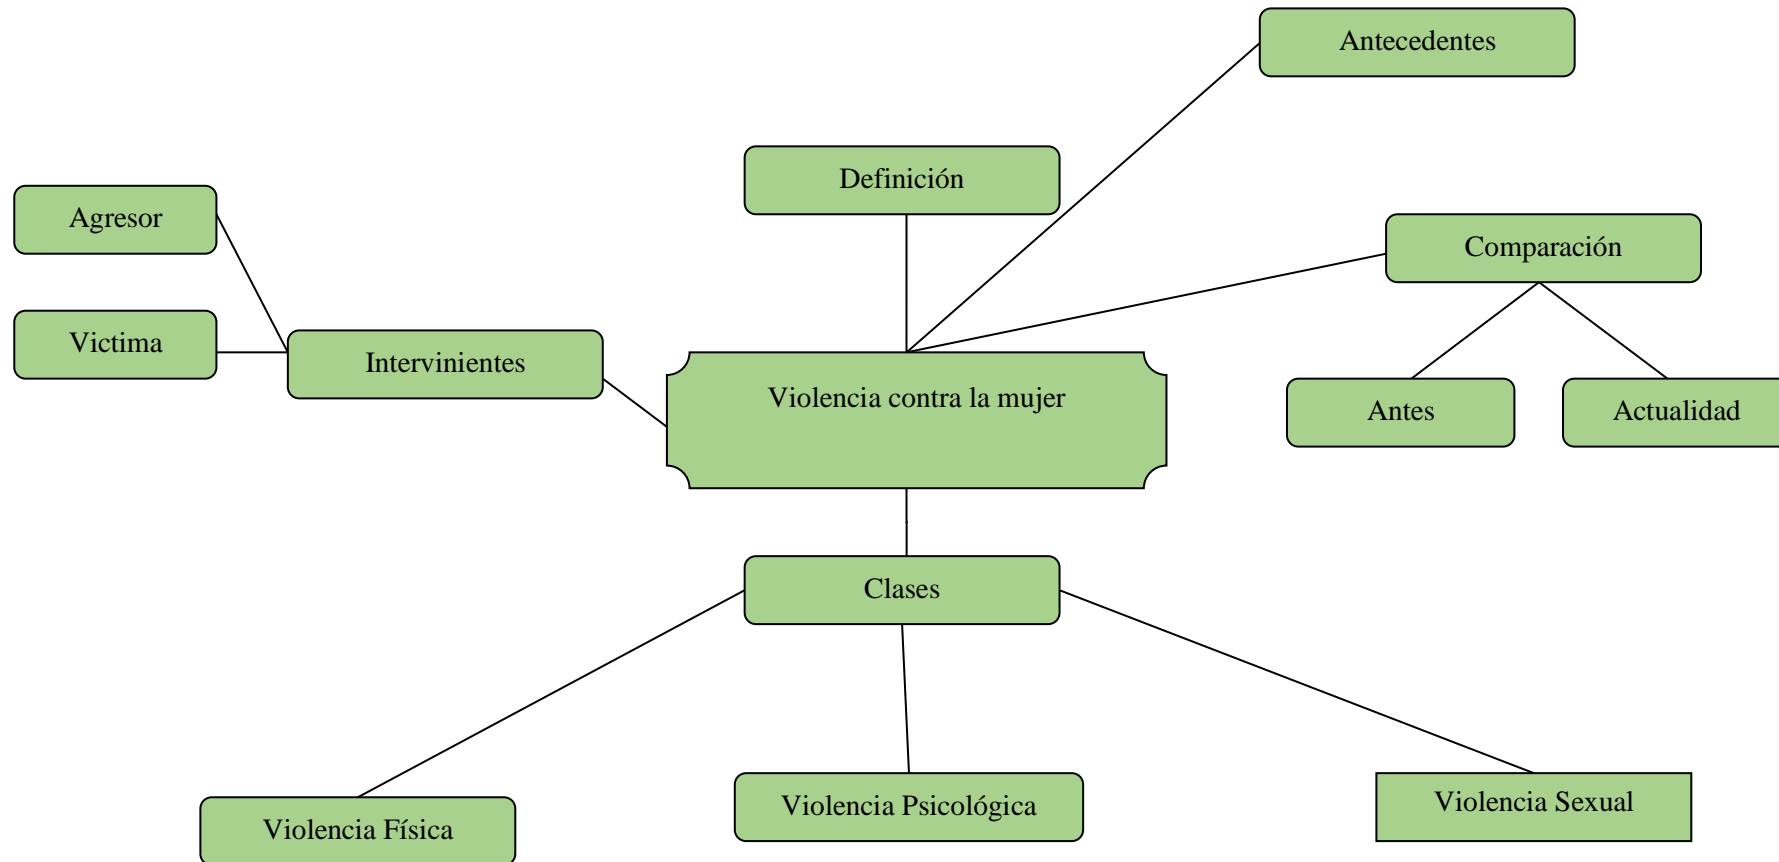 Antecedentes
Definición
Agresor
Comparación
Victima
Intervinientes
Violencia contra la mujer
Antes
Actualidad
Clases
Violencia Física
Violencia Psicológica
Violencia Sexual